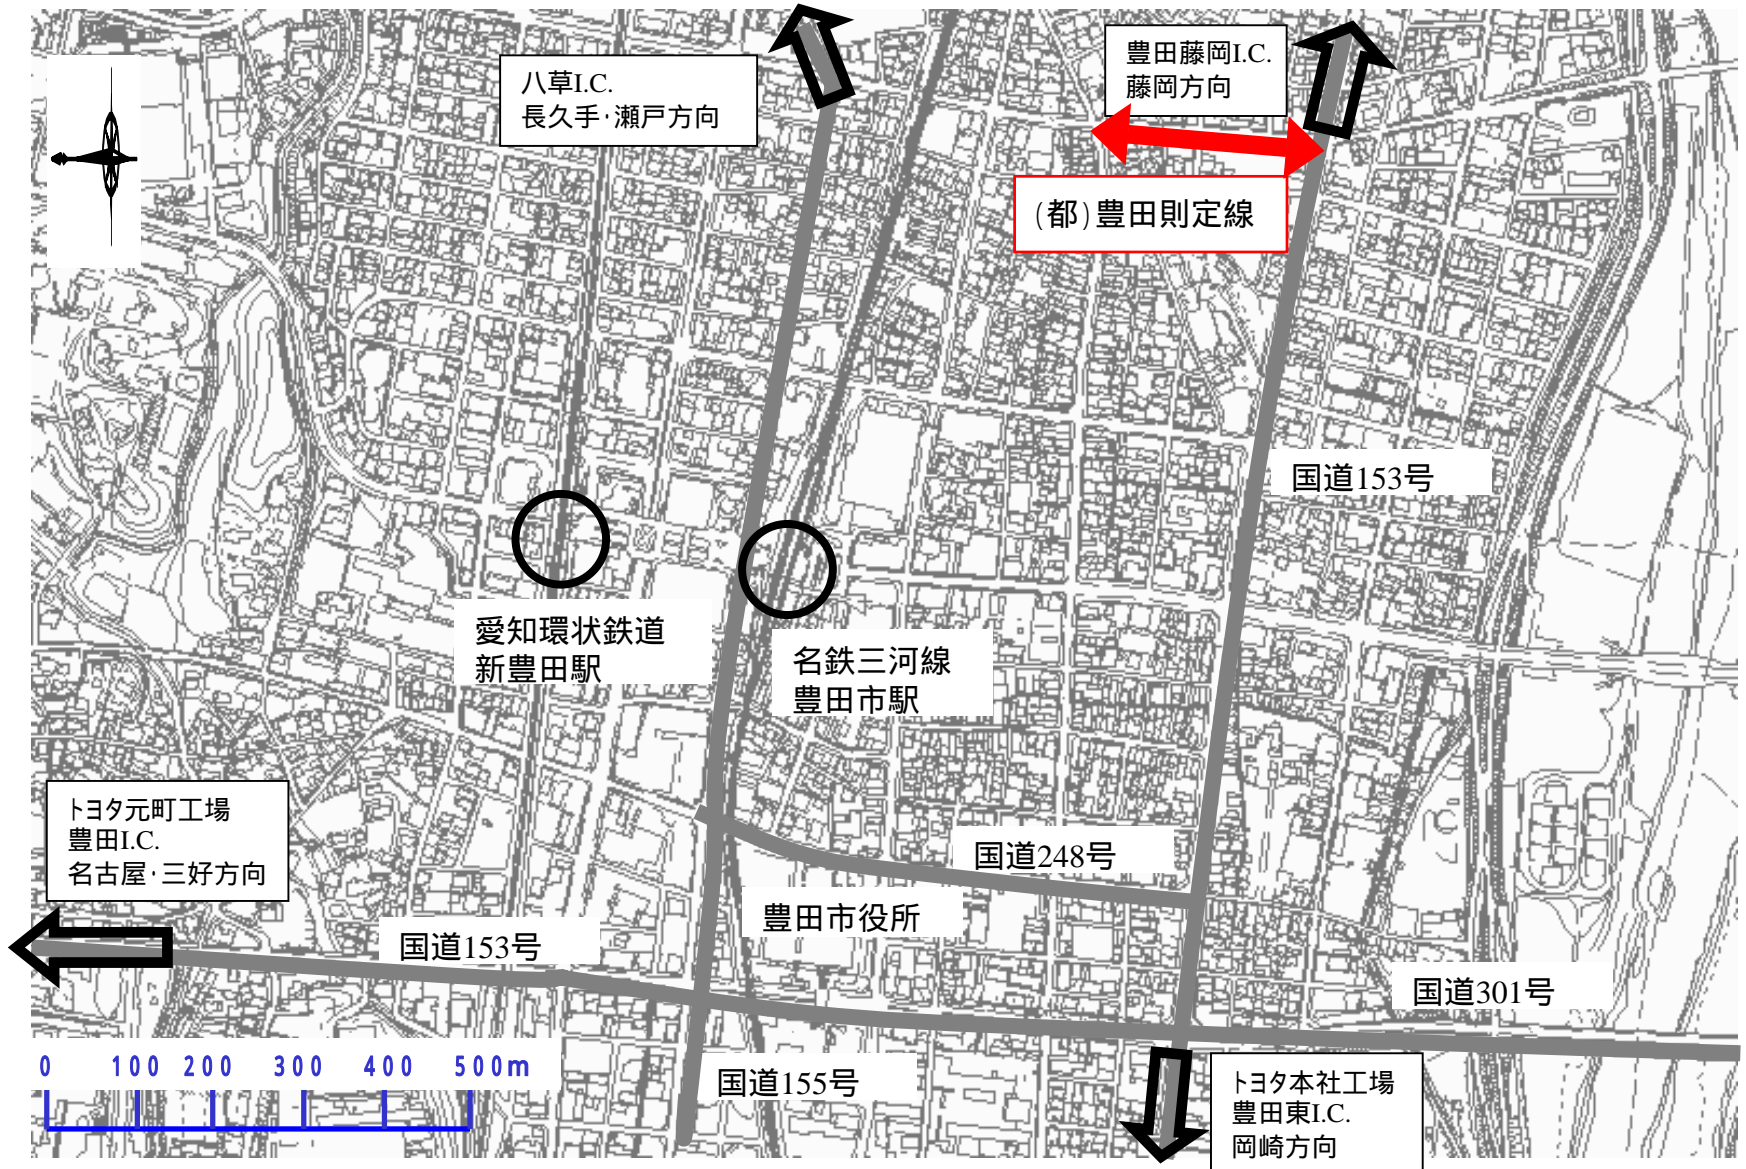 八草I.C.
長久手・瀬戸方向
豊田藤岡I.C.
藤岡方向
(都)豊田則定線
国道153号
愛知環状鉄道
新豊田駅
名鉄三河線
豊田市駅
トヨタ元町工場
豊田I.C.
名古屋・三好方向
国道248号
豊田市役所
国道153号
国道301号
0 100 200 300 400 500m
国道155号
トヨタ本社工場
豊田東I.C.
岡崎方向